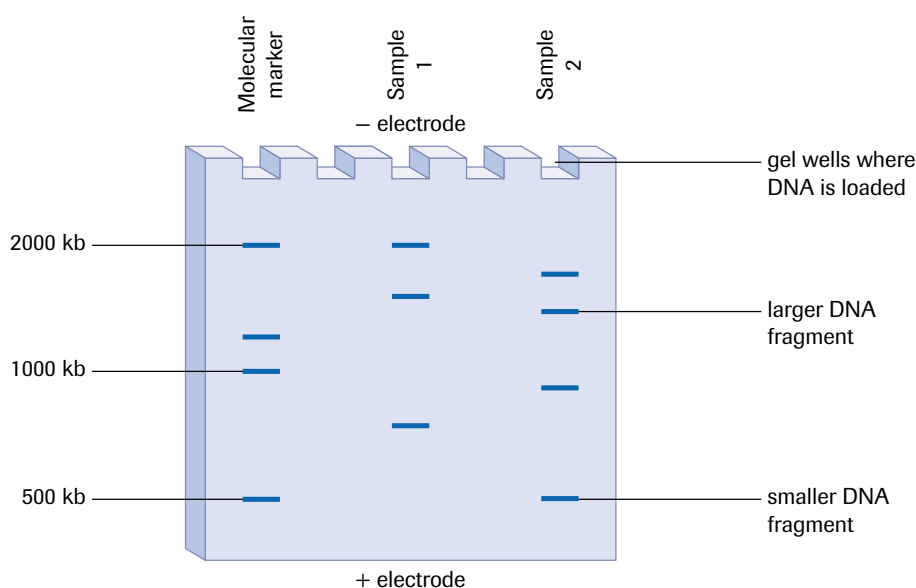 Molecular
marker
Sample
1
Sample
2
− electrode
gel wells where
DNA is loaded
2000 kb
larger DNA
fragment
1000 kb
500 kb
smaller DNA
fragment
+ electrode